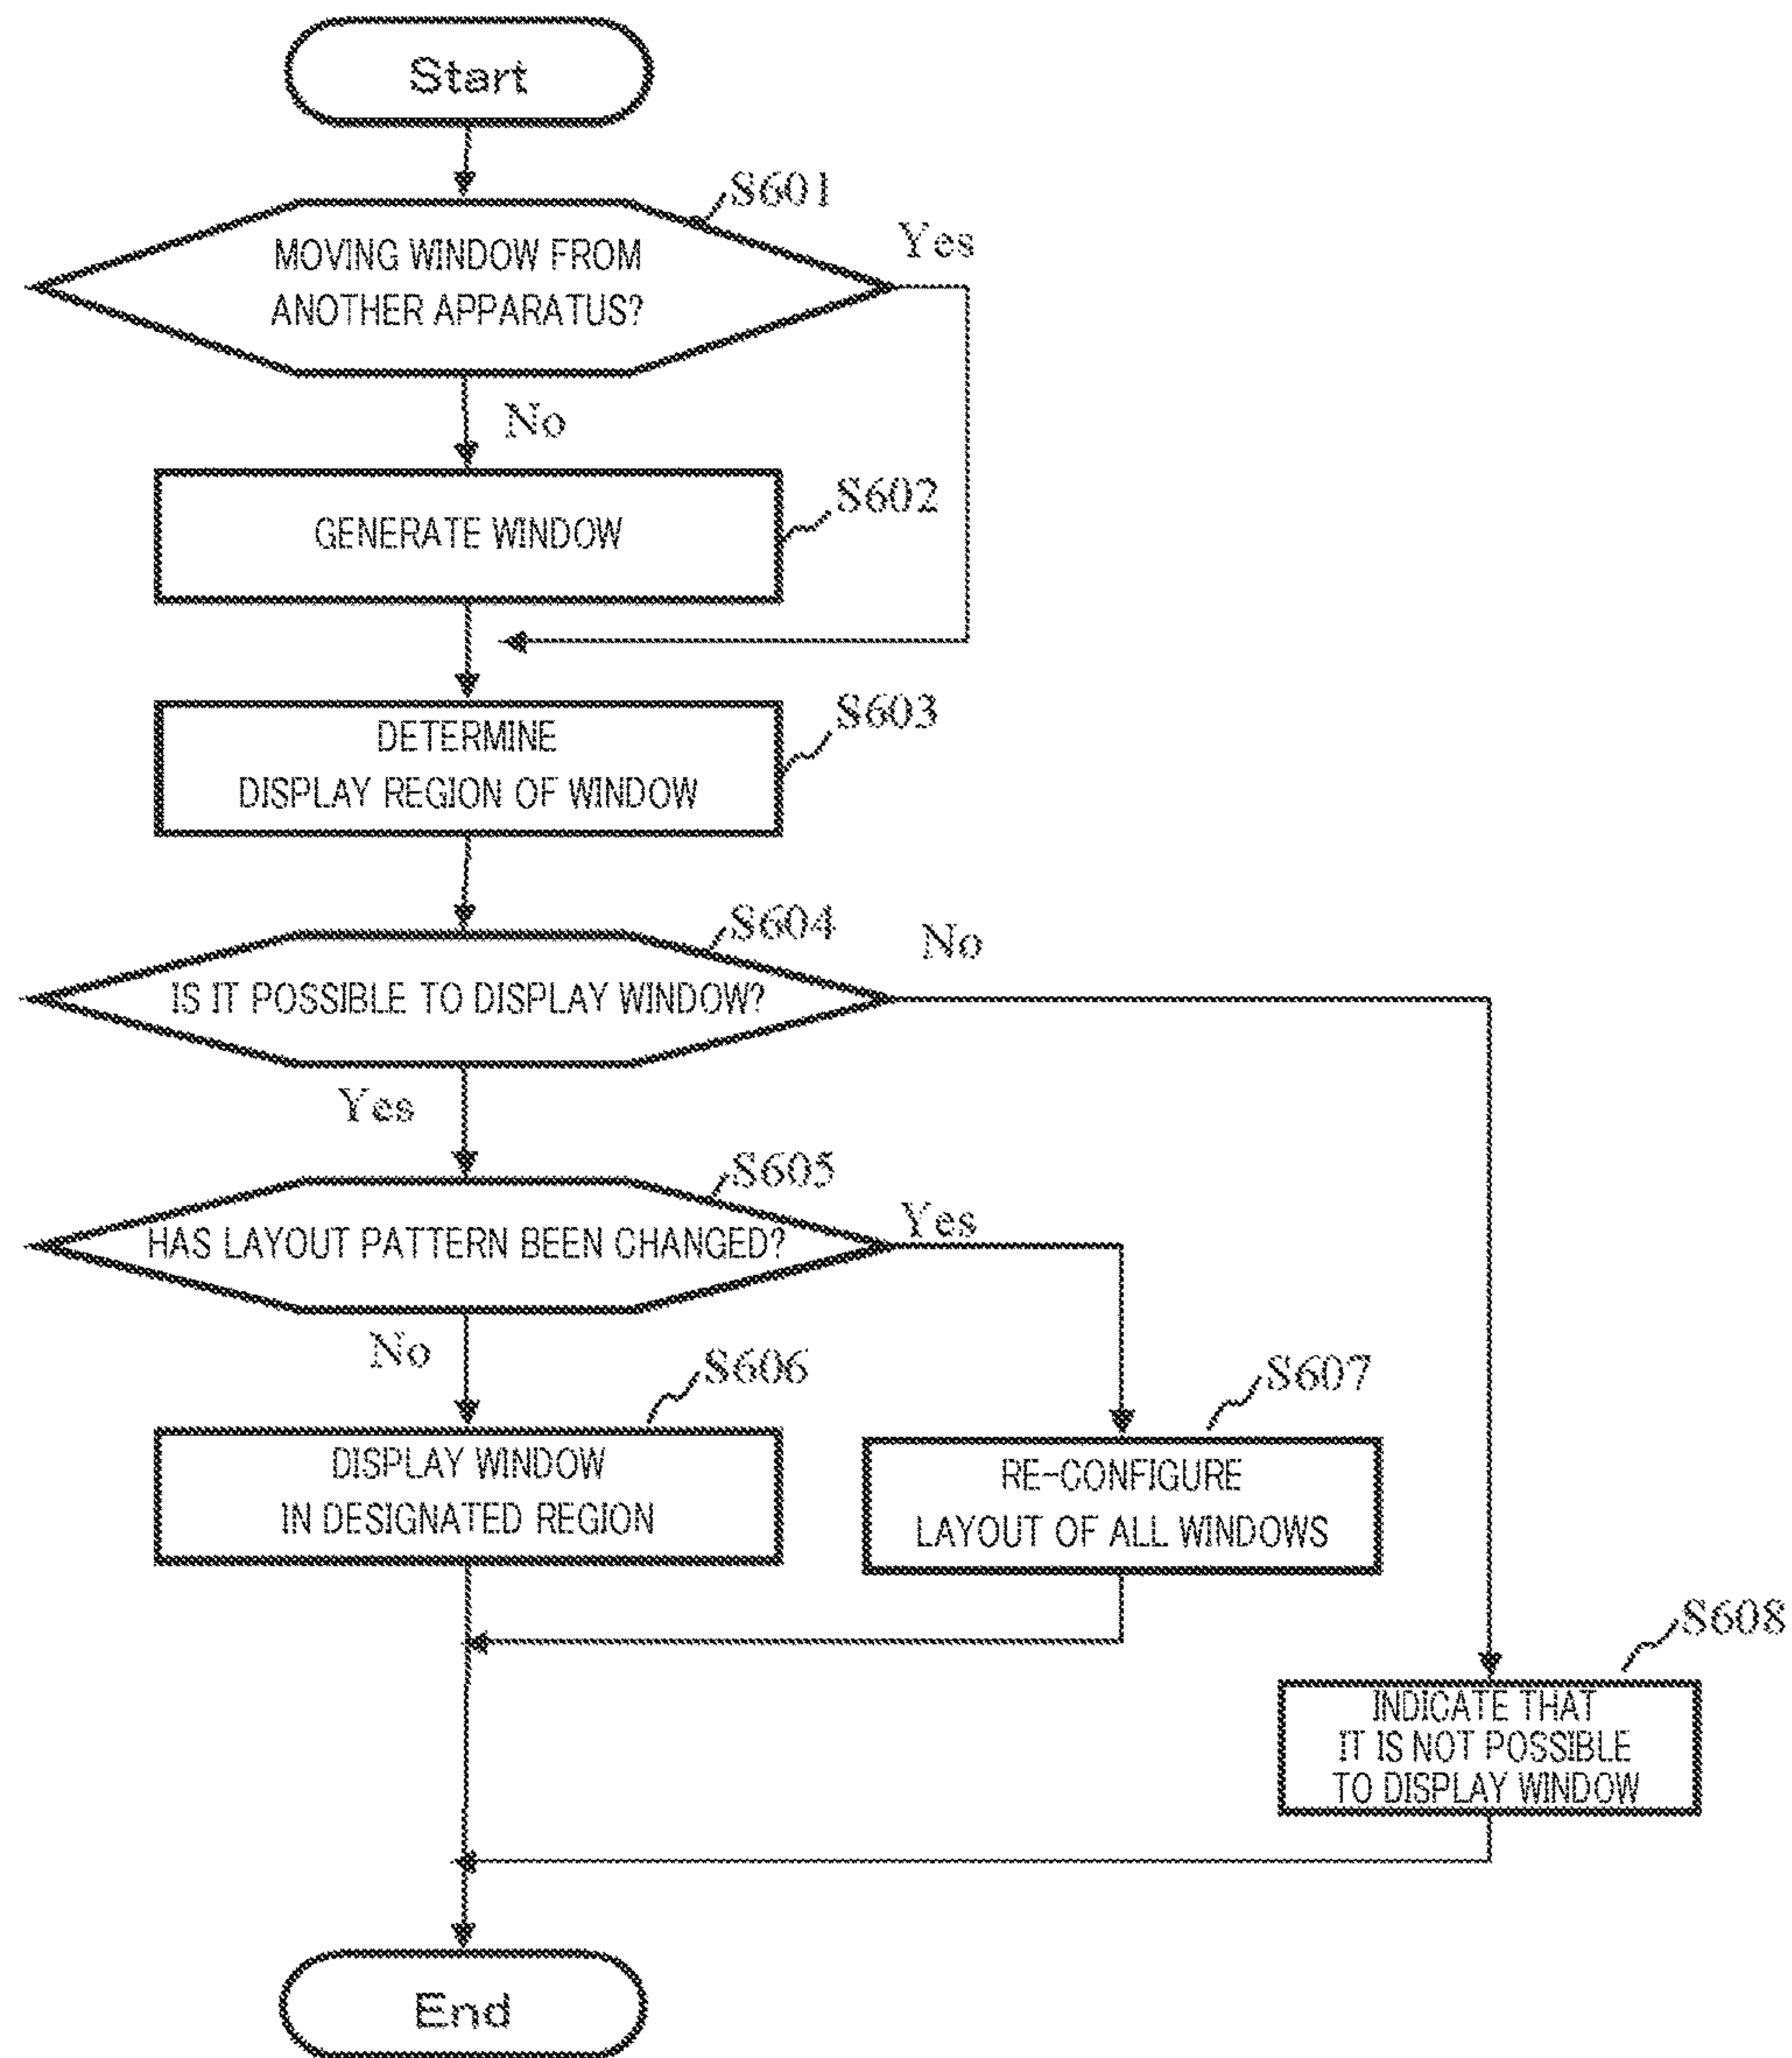 Start
S601
MOVING WINDOW FROM
ANOTHER APPARATUS?
Yes
No
S602
GENERATE WINDOW
S603
DETERMINE
DISPLAY REGION OF WINDOW
S604
No
IS IT POSSIBLE TO DISPLAY WINDOW?
Yes
S605
Yes
HAS LAYOUT PATTERN BEEN CHANGED?
No
S606
DISPLAY WINDOW
IN DESIGNATED REGION
S607
RE-CONFIGURE
LAYOUT OF ALL WINDOWS
S608
INDICATE THAT
IT IS NOT POSSIBLE
TO DISPLAY WINDOW
End